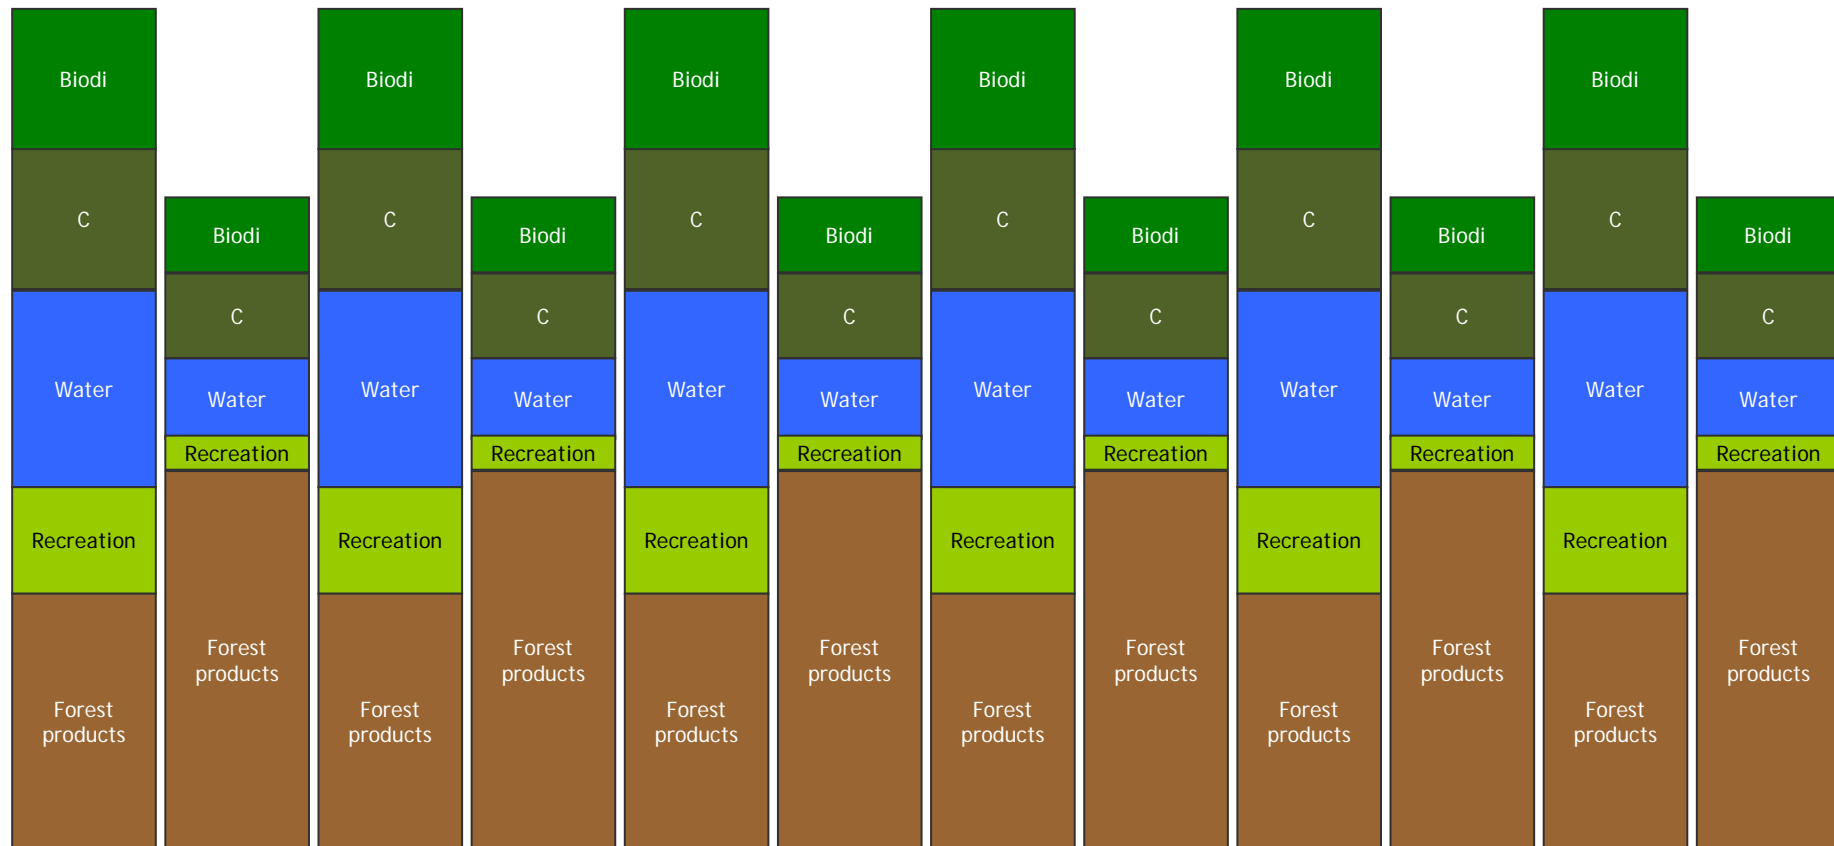 Biodi
C
Water
Recreation
Forest
products
Biodi
C
Water
Recreation
Forest
products
Biodi
C
Water
Recreation
Forest
products
Biodi
C
Water
Recreation
Forest
products
Biodi
C
Water
Recreation
Forest
products
Biodi
C
Water
Recreation
Forest
products
Biodi
C
Water
Recreation
Forest
products
Biodi
C
Water
Recreation
Forest
products
Biodi
C
Water
Recreation
Forest
products
Biodi
C
Water
Recreation
Forest
products
Biodi
C
Water
Recreation
Forest
products
Biodi
C
Water
Recreation
Forest
products